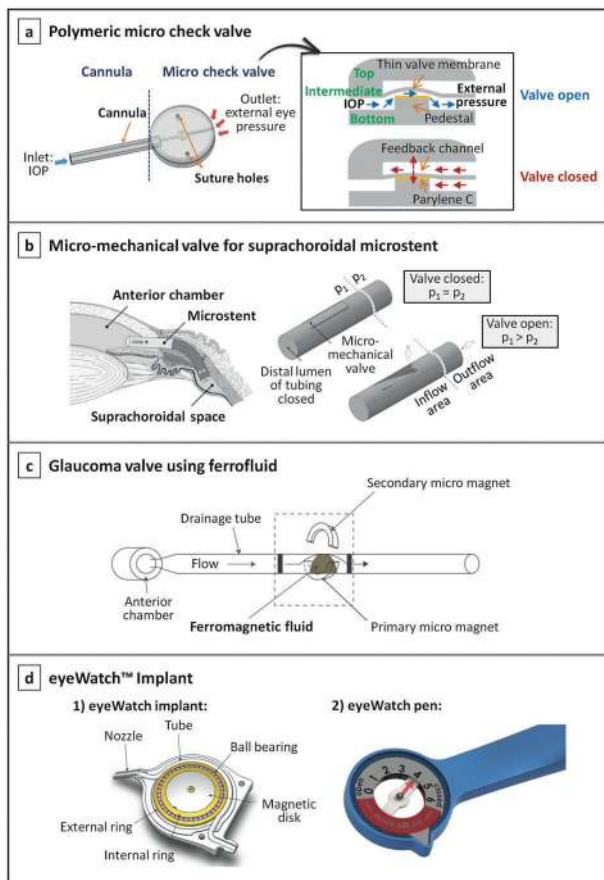 a Polymeric micro check valve
Cannula
Micro check valve
Cannula
Outlet:
external eye
pressure
Inlet:
IOP
Suture holes
Thin valve membrane
Top
Intermediate
IOP
External
pressure
Bottom
Pedestal
Valve open
Feedback channel
Parylene C
Valve closed
b Micro-mechanical valve for suprachoroidal microstent
Anterior chamber
Microstent
Suprachoroidal space
p1
p2
Valve closed:
p1 = p2
Micro-
mechanical
valve
Distal lumen
of tubing
closed
Valve open:
p1 > p2
Inflow
area
Outflow
area
c Glaucoma valve using ferrofluid
Secondary micro magnet
Drainage tube
Flow
Anterior
chamber
Ferromagnetic fluid
Primary micro magnet
d eyeWatch™ Implant
1) eyeWatch implant:
Tube
Nozzle
Ball bearing
Magnetic
disk
External ring
Internal ring
2) eyeWatch pen:
open
0 1 2 3 4 5 6
closed